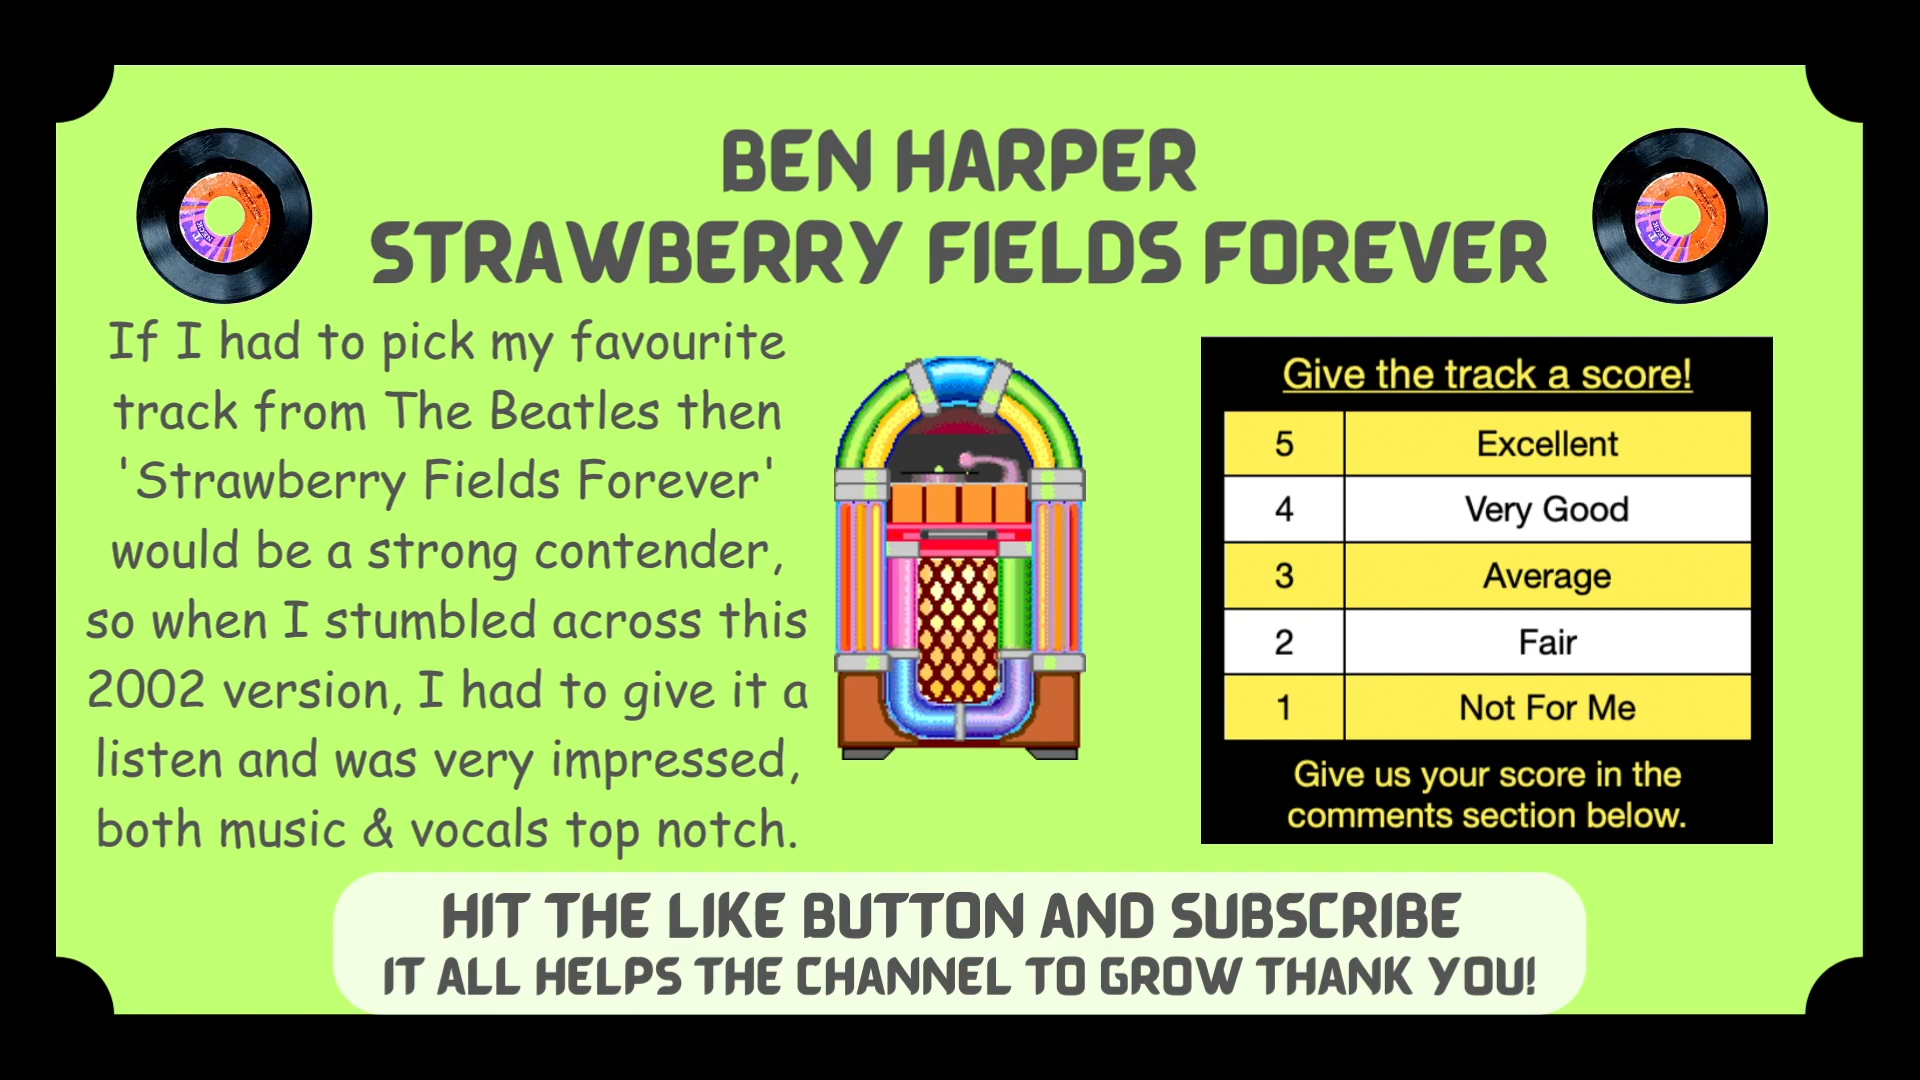 BEN HARPER
STRAWBERRY FIELDS FOREVER
If I had to pick my favourite
track from The Beatles then
'Strawberry Fields Forever'
would be a strong contender,
so when I stumbled across this
2002 version, I had to give it a
listen and was very impressed,
both music & vocals top notch.
Give the track a score!
5 Excellent
4 Very Good
3 Average
2 Fair
1 Not For Me
Give us your score in the
comments section below.
HIT THE LIKE BUTTON AND SUBSCRIBE
IT ALL HELPS THE CHANNEL TO GROW THANK YOU!